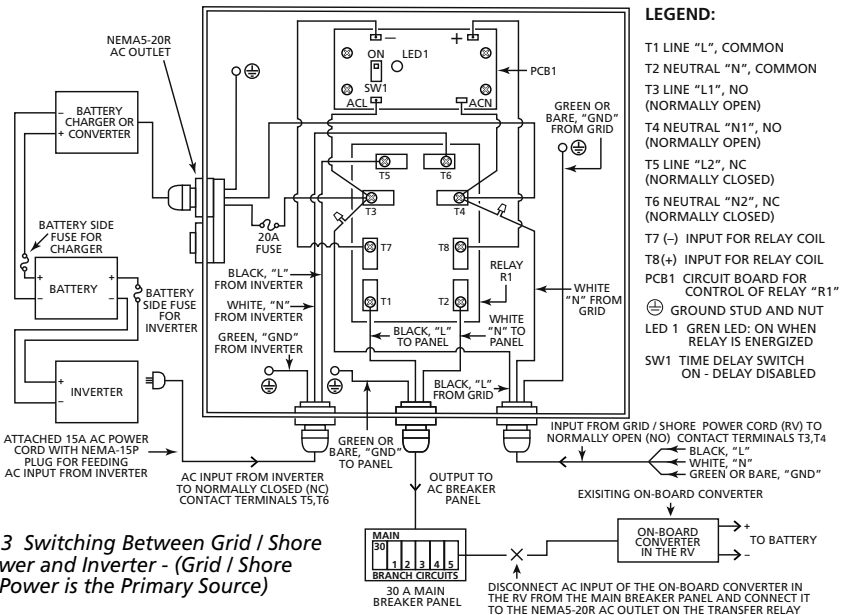 LEGEND:
T1 LINE "L", COMMON
T2 NEUTRAL "N", COMMON
T3 LINE "L1", NO
(NORMALLY OPEN)
T4 NEUTRAL "N1", NO
(NORMALLY OPEN)
T5 LINE "L2", NC
(NORMALLY CLOSED)
T6 NEUTRAL "N2", NC
(NORMALLY CLOSED)
T7 (–) INPUT FOR RELAY COIL
T8(+) INPUT FOR RELAY COIL
PCB1 CIRCUIT BOARD FOR
CONTROL OF RELAY "R1"
GROUND STUD AND NUT
LED 1 GREN LED: ON WHEN
RELAY IS ENERGIZED
SW1 TIME DELAY SWITCH
ON - DELAY DISABLED
NEMA5-20R
AC OUTLET
– +
ON
LED1
SW1
PCB1
ACL
ACN
GREEN OR
BARE, "GND"
FROM GRID
–
+
BATTERY
CHARGER OR
CONVERTER
T5
T6
T3
T4
20A
FUSE
T7
T8
RELAY
R1
T1
T2
BATTERY SIDE
FUSE FOR
CHARGER
+
–
BATTERY
+
–
BATTERY
SIDE FUSE
FOR
INVERTER
BLACK, "L"
FROM INVERTER
WHITE, "N"
FROM INVERTER
GREEN, "GND"
FROM INVERTER
WHITE
"N" FROM
GRID
BLACK, "L"
TO PANEL
WHITE
"N" TO
PANEL
+
–
INVERTER
BLACK, "L"
FROM GRID
ATTACHED 15A AC POWER
CORD WITH NEMA-15P
PLUG FOR FEEDING
AC INPUT FROM INVERTER
GREEN OR
BARE, "GND"
TO PANEL
INPUT FROM GRID / SHORE POWER CORD (RV) TO
NORMALLY OPEN (NO) CONTACT TERMINALS T3,T4
BLACK, "L"
WHITE, "N"
GREEN OR BARE, "GND"
AC INPUT FROM INVERTER
TO NORMALLY CLOSED (NC)
CONTACT TERMINALS T5,T6
OUTPUT TO
AC BREAKER
PANEL
EXISITING ON-BOARD CONVERTER
ON-BOARD
CONVERTER
IN THE RV
+
TO BATTERY
–
MAIN
30
1 2 3 4 5
BRANCH CIRCUITS
30 A MAIN
BREAKER PANEL
DISCONNECT AC INPUT OF THE ON-BOARD CONVERTER IN
THE RV FROM THE MAIN BREAKER PANEL AND CONNECT IT
TO THE NEMA5-20R AC OUTLET ON THE TRANSFER RELAY
3 Switching Between Grid / Shore
wer and Inverter - (Grid / Shore
Power is the Primary Source)